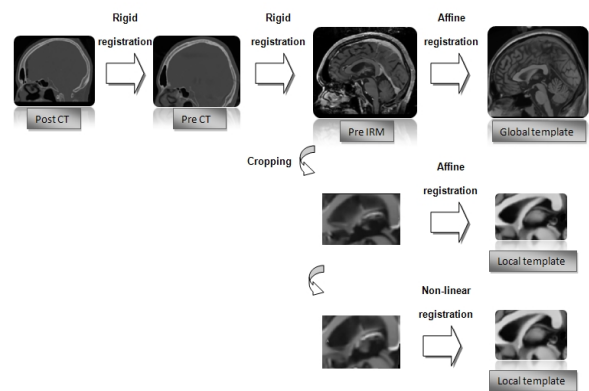 Rigid
registration
Rigid
registration
Affine
registration
Post CT
Pre CT
Pre IRM
Global template
Cropping
Affine
registration
Local template
Non-linear
registration
Local template